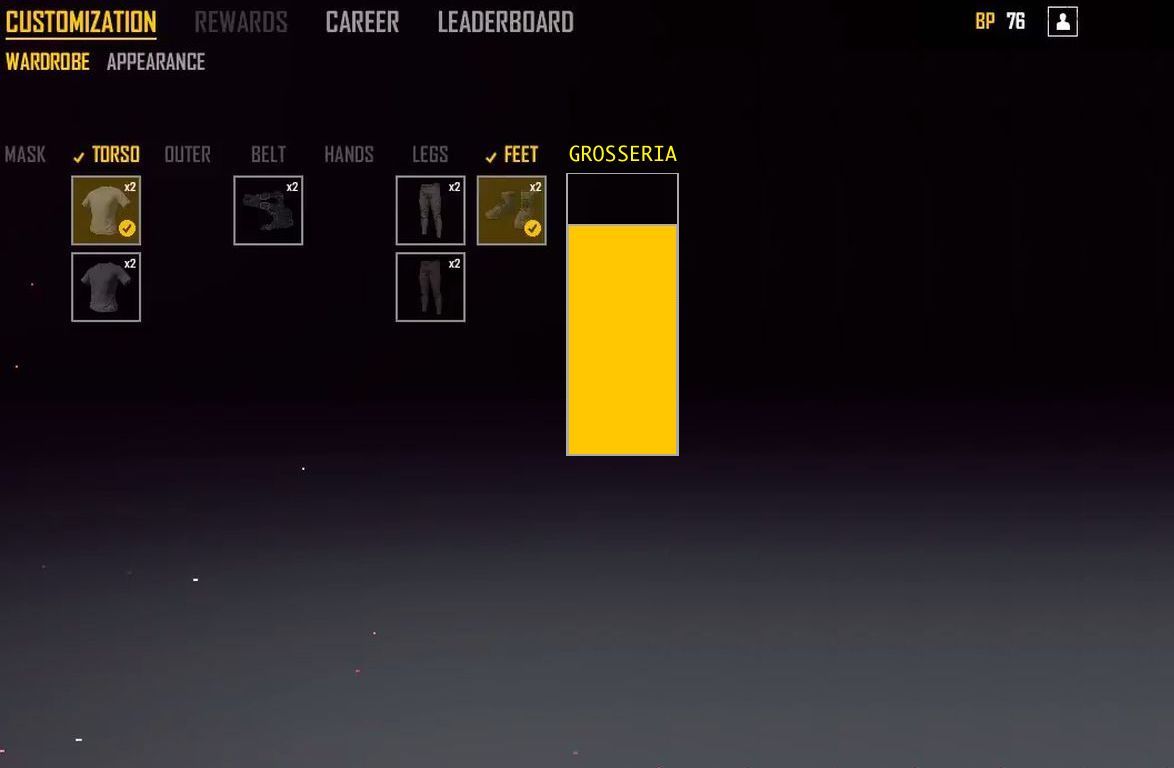 CUSTOMIZATION REWARDS CAREER LEADERBOARD BP 76
WARDROBE APPEARANCE
MASK TORSO OUTER BELT HANDS LEGS FEET GROSSERIA
x2 x2 x2 x2
x2 x2